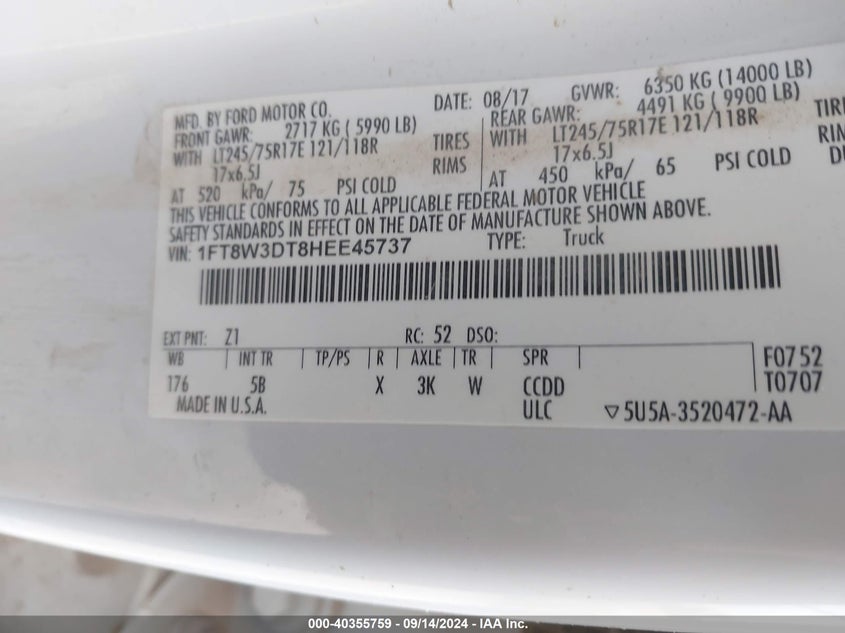 MFD. BY FORD MOTOR CO. DATE: 08/17 GVWR: 6350 KG (14000 LB)
FRONT GAWR: 2717 KG ( 5990 LB) REAR GAWR: 4491 KG ( 9900 LB)
WITH LT245/75R17E 121/118R TIRES WITH LT245/75R17E 121/118R TIRE
17x6.5J RIMS 17x6.5J RIM
AT 520 kPa/ 75 PSI COLD AT 450 kPa/ 65 PSI COLD
THIS VEHICLE CONFORMS TO ALL APPLICABLE FEDERAL MOTOR VEHICLE
SAFETY STANDARDS IN EFFECT ON THE DATE OF MANUFACTURE SHOWN ABOVE.
VIN: 1FT8W3DT8HEE45737 TYPE: Truck
EXT PNT: Z1 RC: 52 DSO:
WB INT TR TP/PS R AXLE TR SPR F0752
176 5B X 3K W CCDD T0707
MADE IN U.S.A. ULC ▽5U5A-3520472-AA
000-40355759 - 09/14/2024 - IAA Inc.